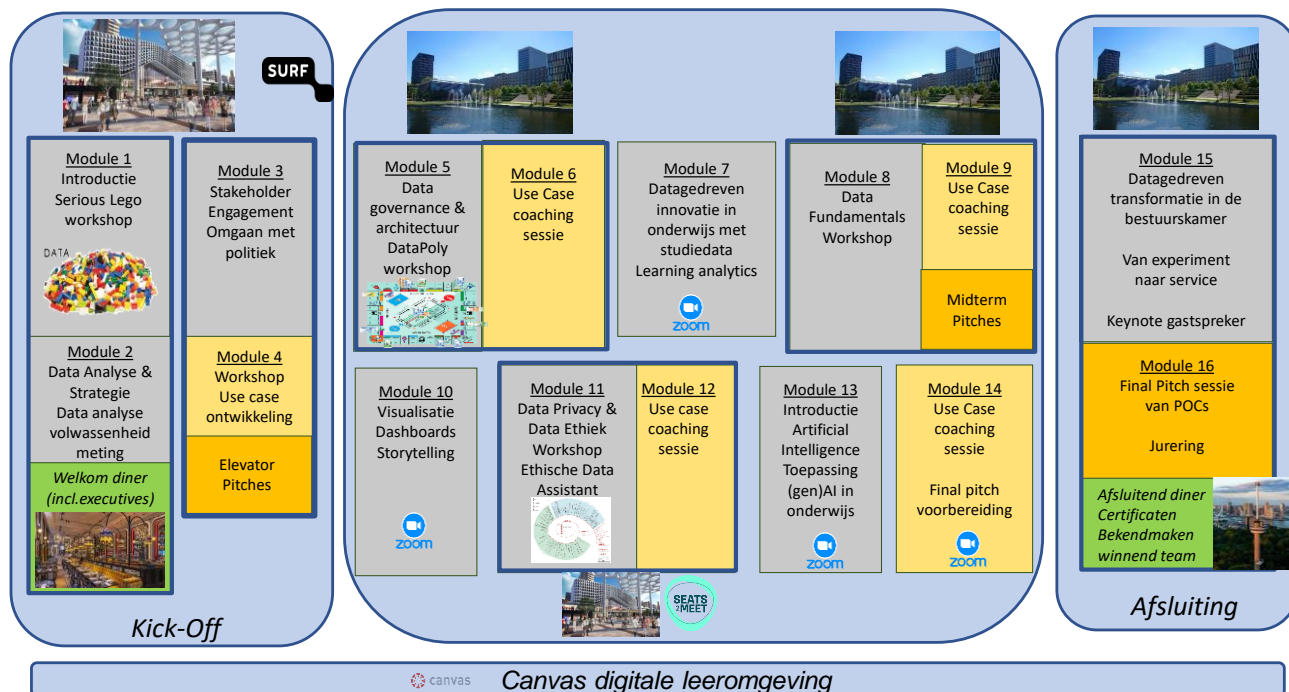 SURF
Module 1
Introductie
Serious Lego
workshop
DATA
Module 2
Data Analyse &
Strategie
Data analyse
volwassenheid
meting
Welkom diner
(incl.executives)
Module 3
Stakeholder
Engagement
Omgaan met
politiek
Module 4
Workshop
Use case
ontwikkeling
Elevator
Pitches
Kick-Off
Module 5
Data
governance &
architectuur
DataPoly
workshop
Module 6
Use Case
coaching
sessie
Module 7
Datagedreven
innovatie in
onderwijs met
studiedata
Learning analytics
zoom
Module 8
Data
Fundamentals
Workshop
Module 9
Use Case
coaching
sessie
Midterm
Pitches
Module 10
Visualisatie
Dashboards
Storytelling
zoom
Module 11
Data Privacy &
Data Ethiek
Workshop
Ethische Data
Assistant
Module 12
Use case
coaching
sessie
Module 13
Introductie
Artificial
Intelligence
Toepassing
(gen)AI in
onderwijs
zoom
Module 14
Use Case
coaching
sessie
Final pitch
voorbereiding
zoom
SEATS
2MEET
Module 15
Datagedreven
transformatie in de
bestuurskamer
Van experiment
naar service
Keynote gastspreker
Module 16
Final Pitch sessie
van POCs
Jurering
Afsluitend diner
Certificaten
Bekendmaken
winnend team
Afsluiting
canvas Canvas digitale leeromgeving